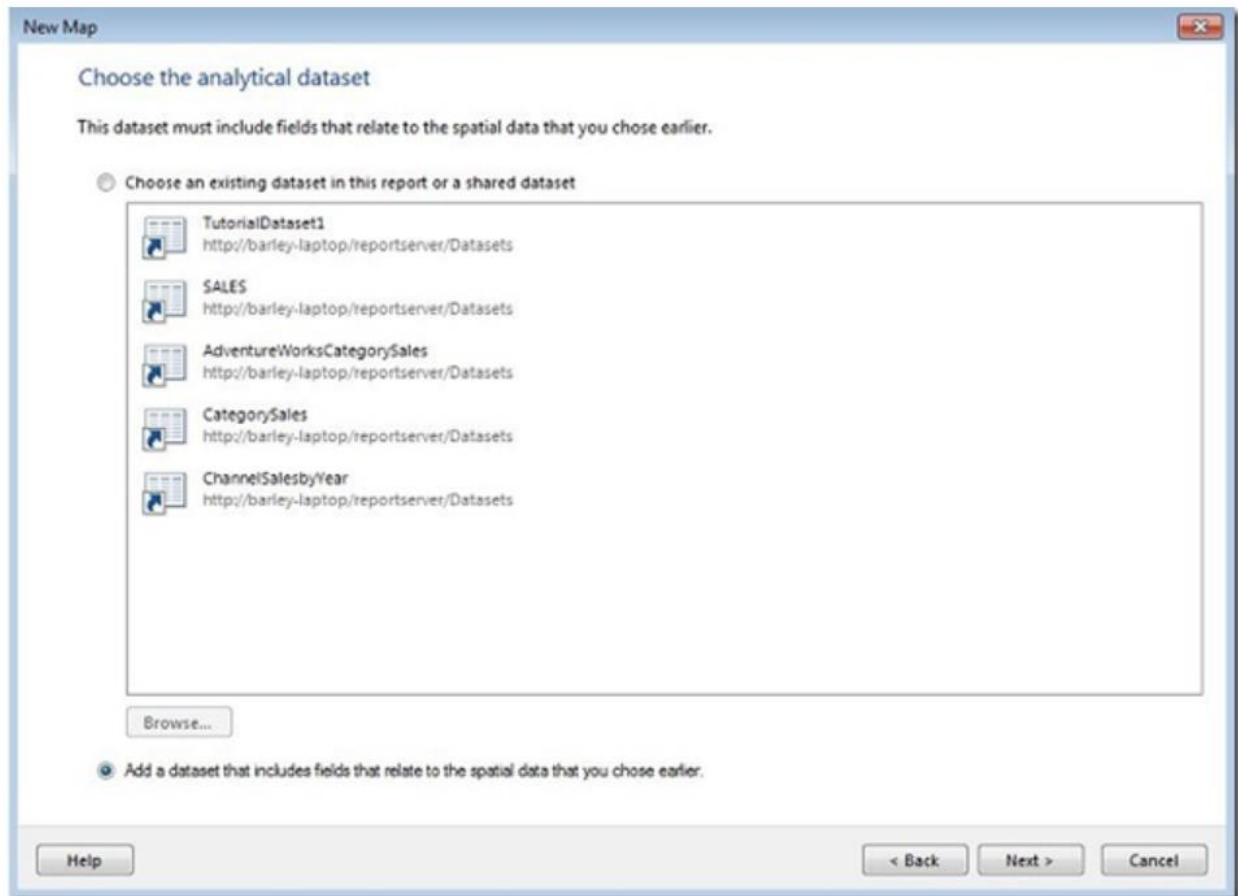 New Map
Choose the analytical dataset
This dataset must include fields that relate to the spatial data that you chose earlier.
Choose an existing dataset in this report or a shared dataset
TutorialDataset1
http://barley-laptop/reportserver/Datasets
SALES
http://barley-laptop/reportserver/Datasets
AdventureWorksCategorySales
http://barley-laptop/reportserver/Datasets
CategorySales
http://barley-laptop/reportserver/Datasets
ChannelSalesbyYear
http://barley-laptop/reportserver/Datasets
Browse...
Add a dataset that includes fields that relate to the spatial data that you chose earlier.
Help
< Back
Next >
Cancel